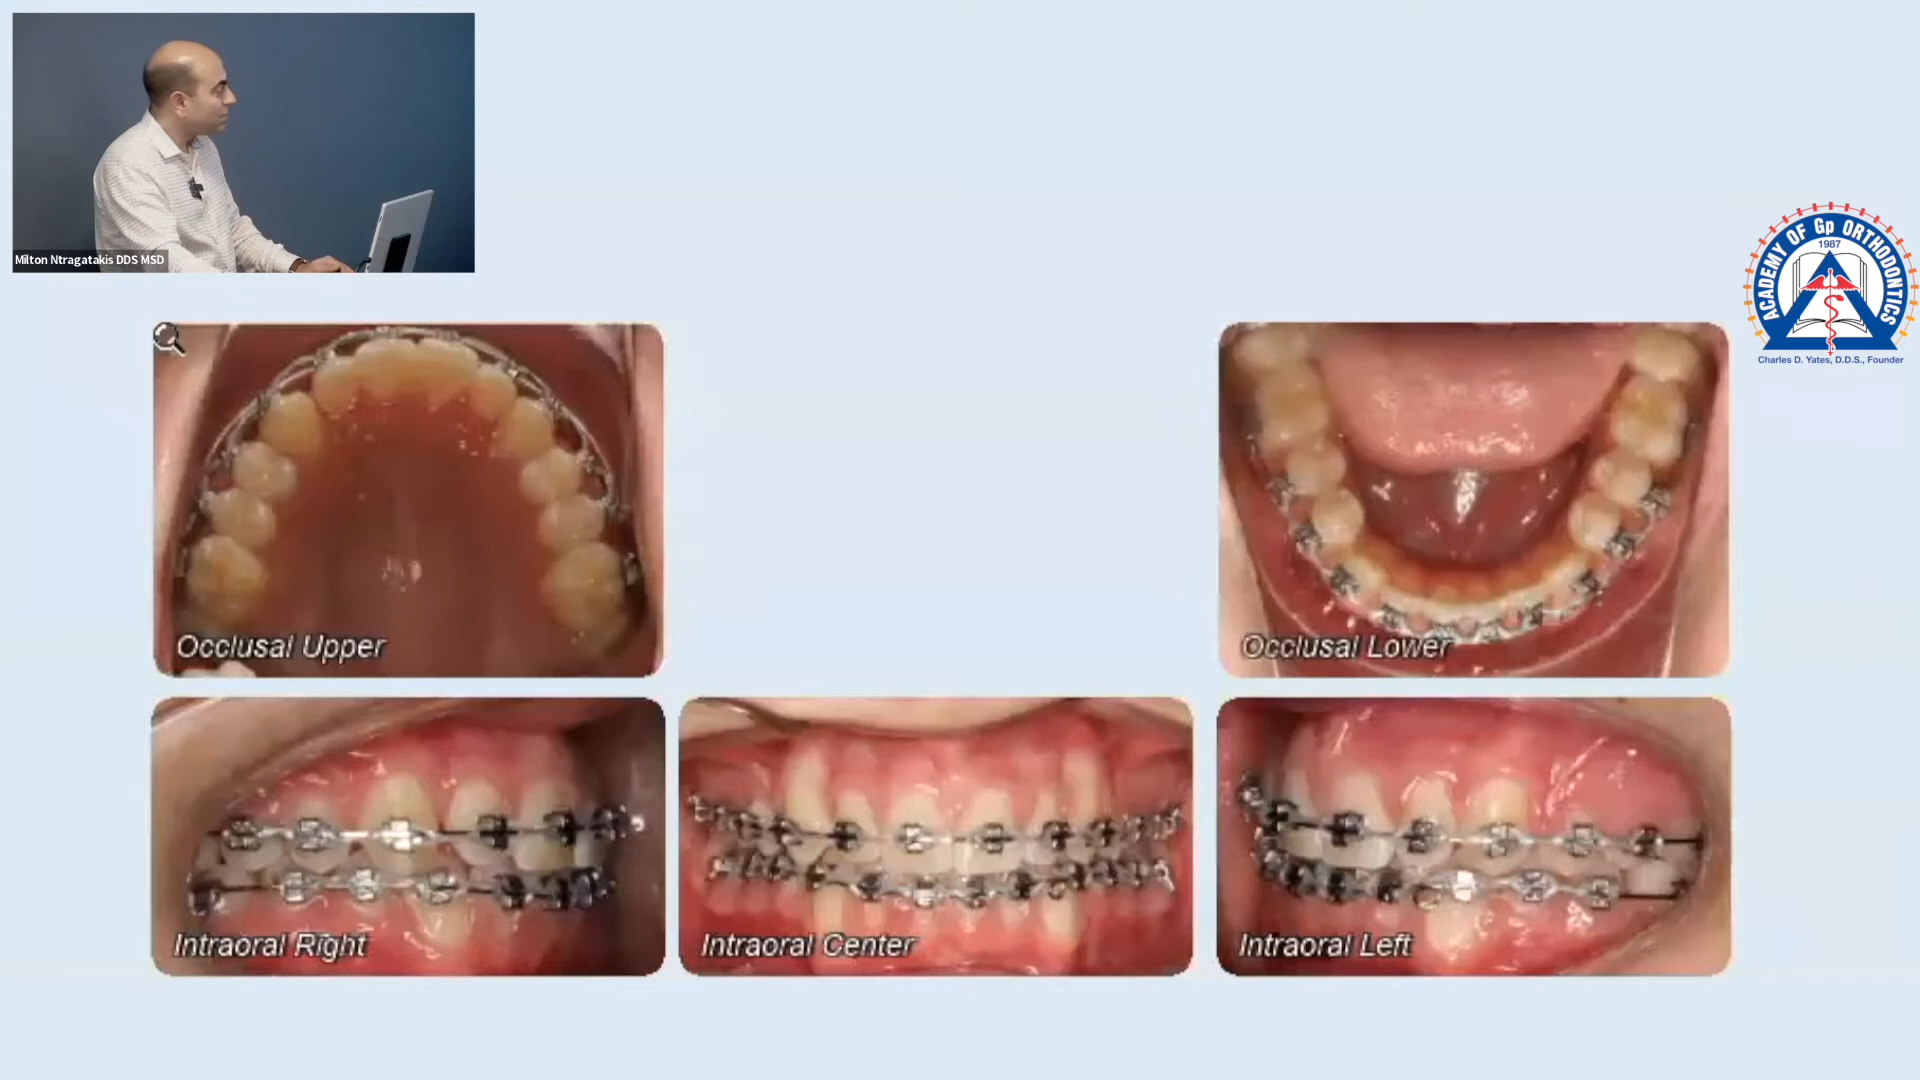 Milton Ntragatakis DDS MSD
ACADEMY OF Gp ORTHODONTICS
1987
Charles D. Yates, D.D.S., Founder
Occlusal Upper
Occlusal Lower
Intraoral Right
Intraoral Center
Intraoral Left